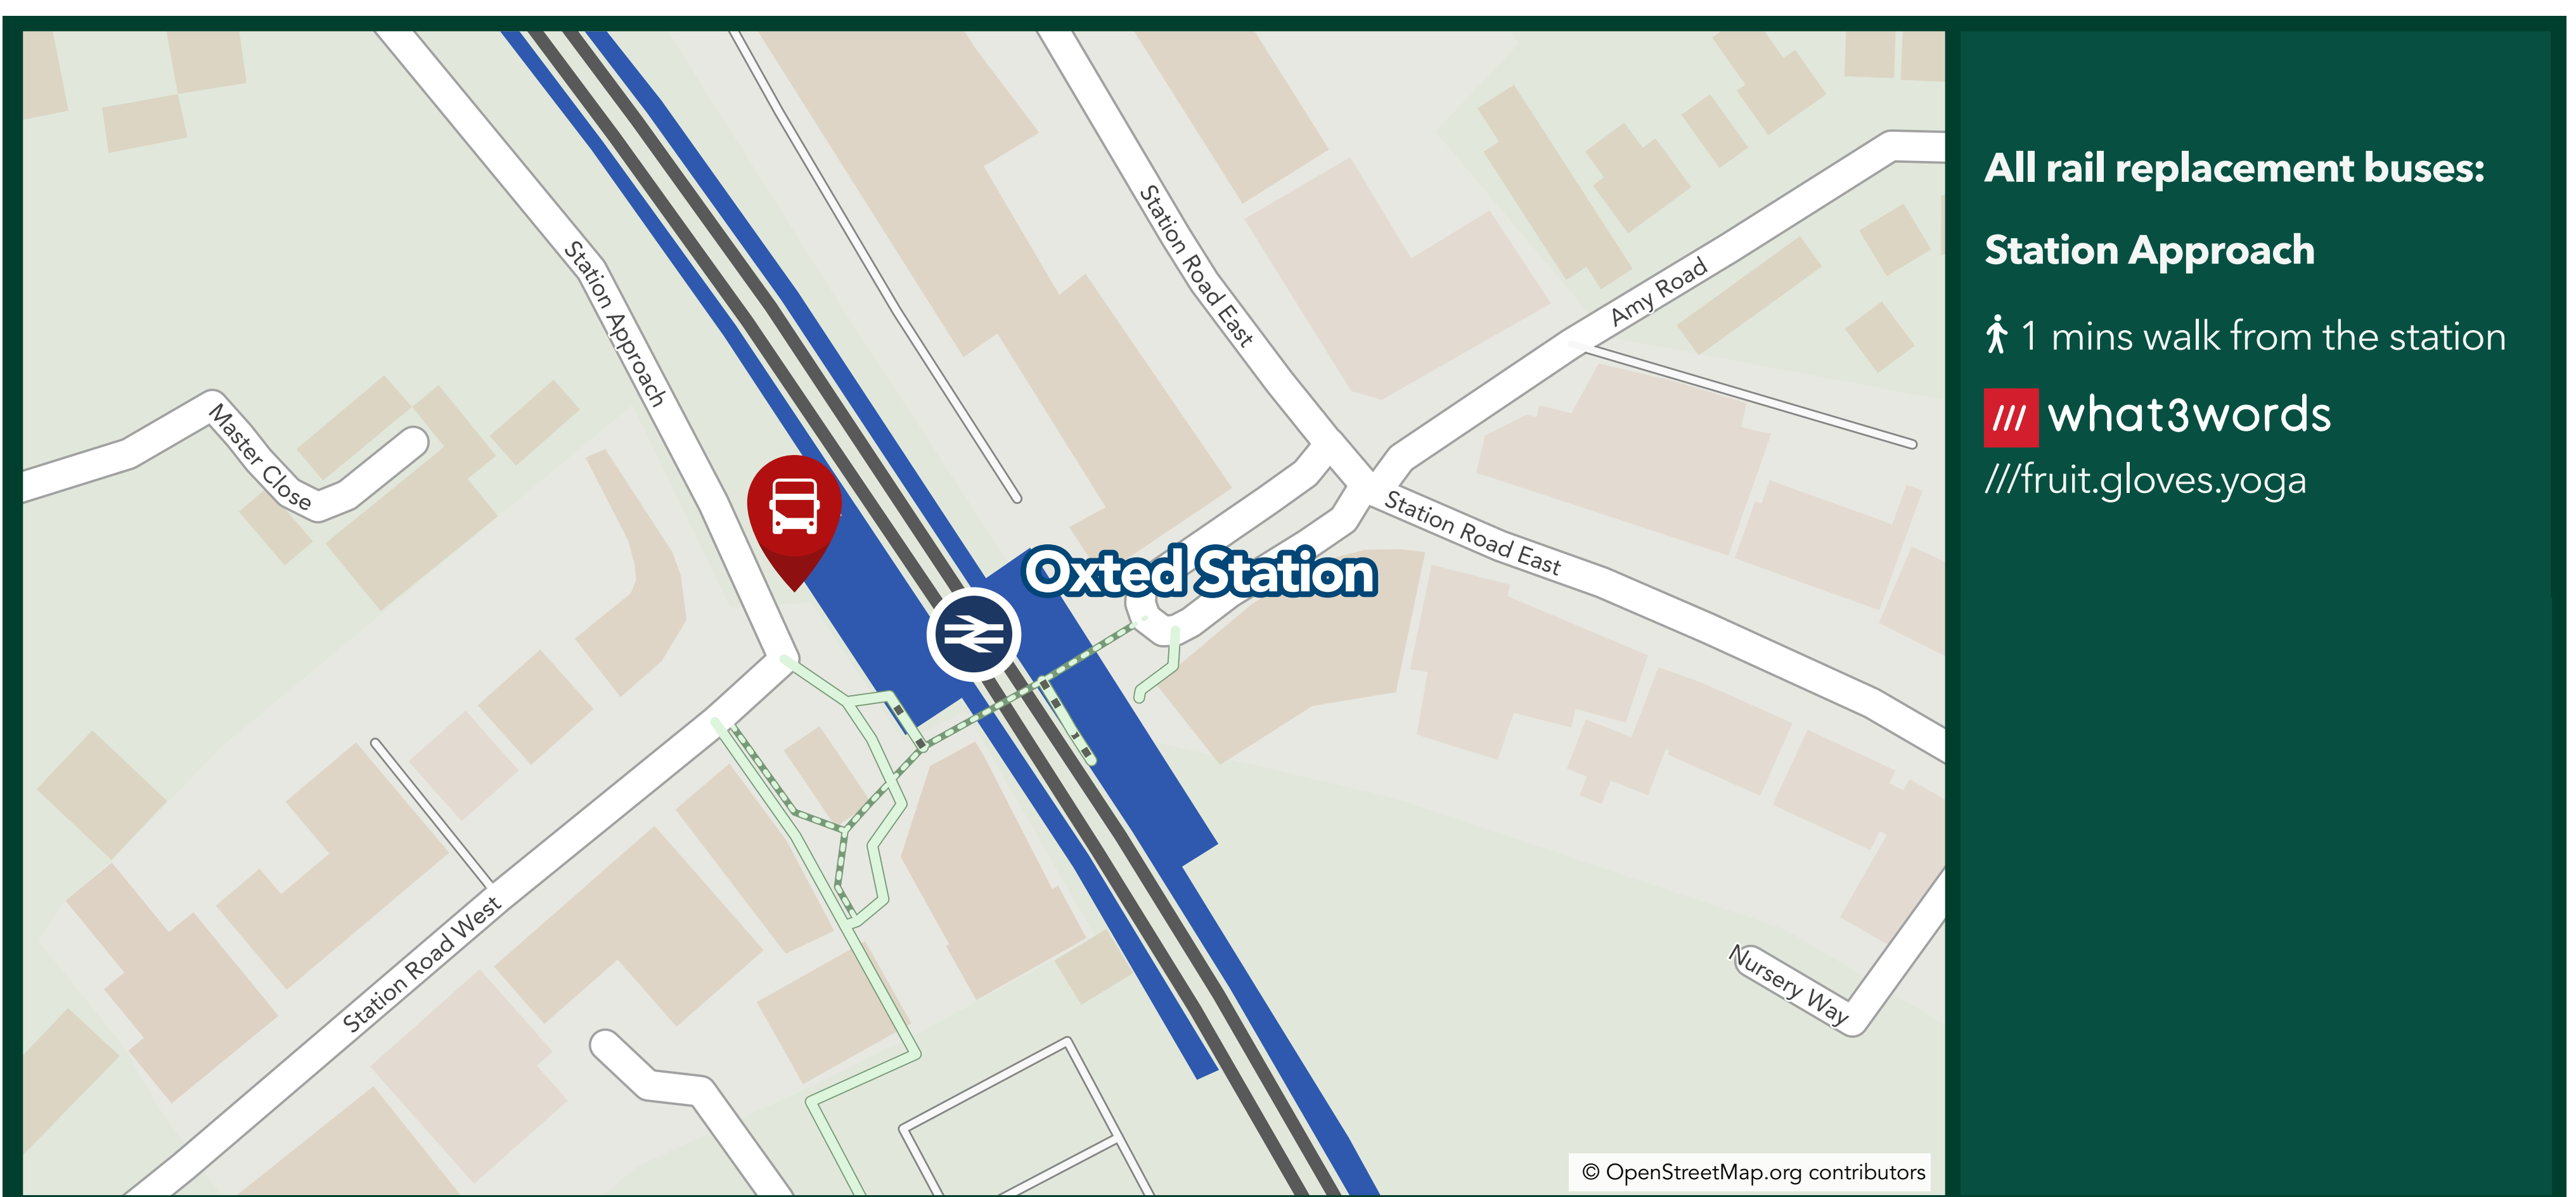 Station Approach
Station Road East
Amy Road
Master Close
Station Road East
Oxted Station
Station Road West
Nursery Way
© OpenStreetMap.org contributors
All rail replacement buses:
Station Approach
1 mins walk from the station
/// what3words
///fruit.gloves.yoga